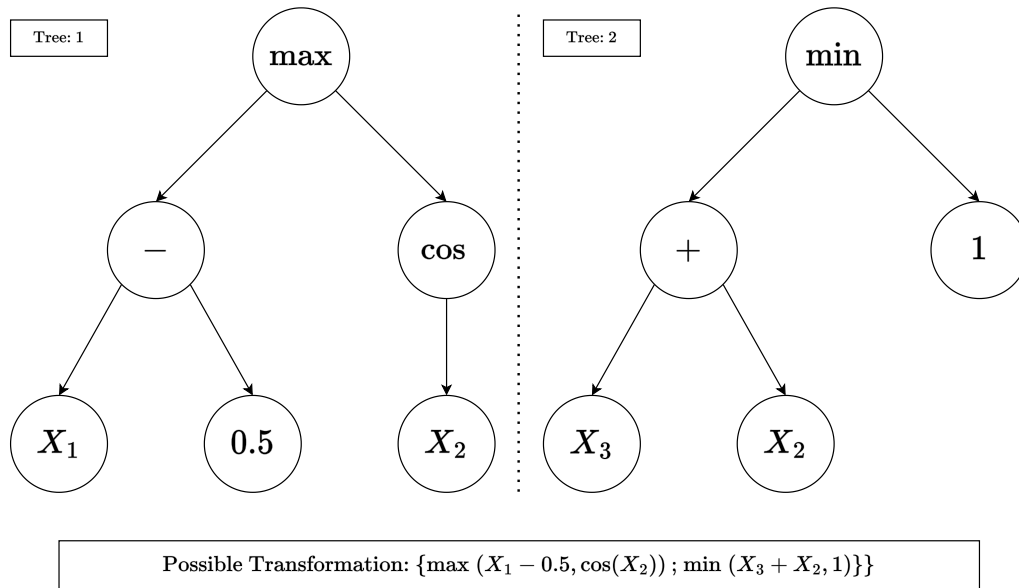 Tree: 1
max
−
cos
X₁
0.5
X₂
Tree: 2
min
+
1
X₃
X₂
Possible Transformation: {max (X₁ − 0.5, cos(X₂)) ; min (X₃ + X₂, 1)}}